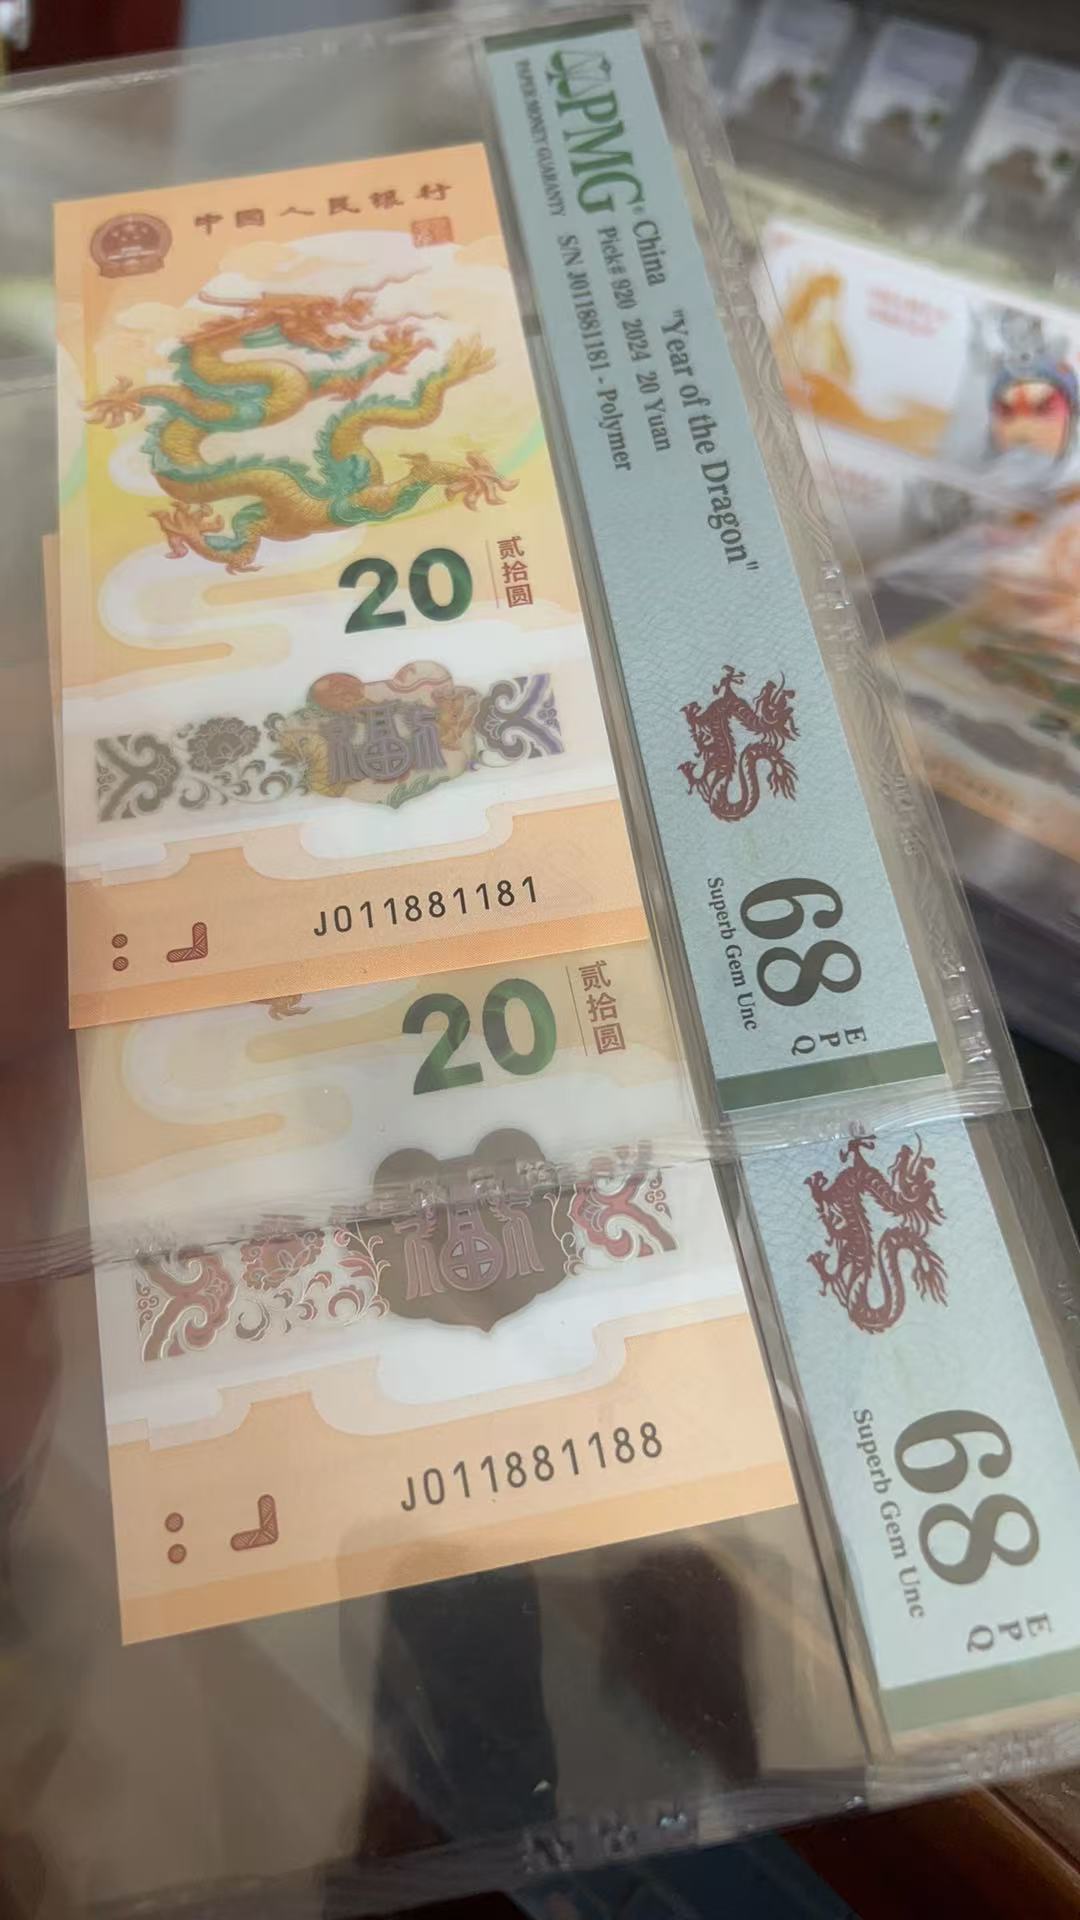 中国人民银行
20
贰拾圆
福
J011881181
PMG
PAPER MONEY GUARANTY
China "Year of the Dragon"
Pick# 920 2024 20 Yuan
S/N J011881181 - Polymer
68
EPQ
Superb Gem Unc
20
贰拾圆
福
J011881188
68
EPQ
Superb Gem Unc